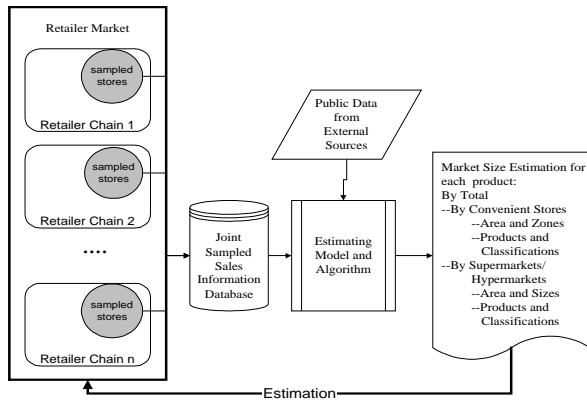 Retailer Market
sampled
stores
Retailer Chain 1
sampled
stores
Retailer Chain 2
....
sampled
stores
Retailer Chain n
Joint
Sampled
Sales
Information
Database
Public Data
from
External
Sources
Estimating
Model and
Algorithm
Market Size Estimation for
each product:
By Total
--By Convenient Stores
--Area and Zones
--Products and
Classifications
--By Supermarkets/
Hypermarkets
--Area and Sizes
--Products and
Classifications
Estimation